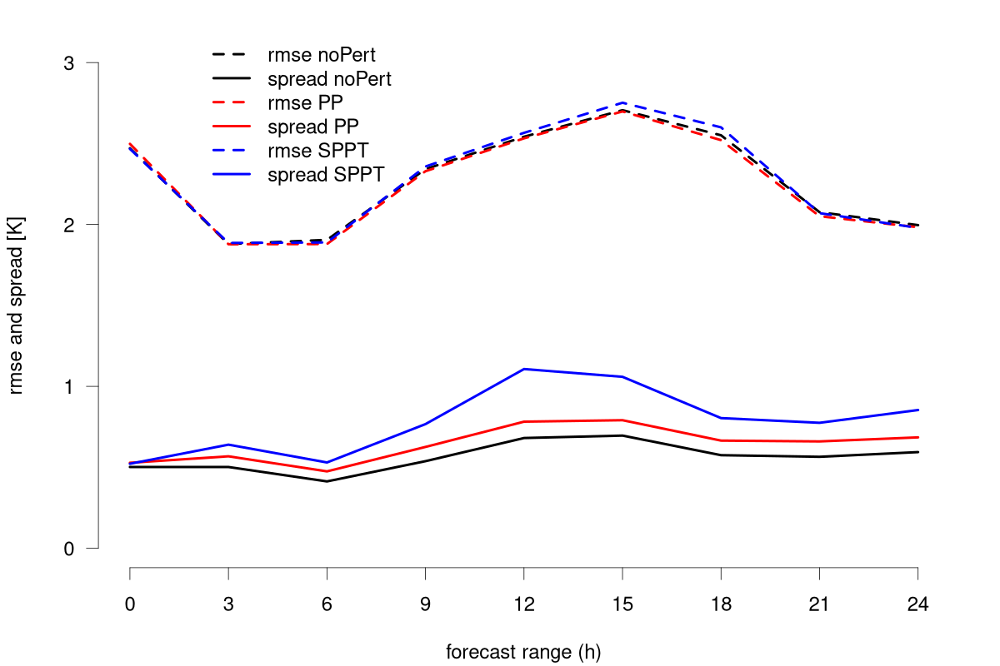 rmse noPert
spread noPert
rmse PP
spread PP
rmse SPPT
spread SPPT
3
2
1
0
rmse and spread [K]
0 3 6 9 12 15 18 21 24
forecast range (h)